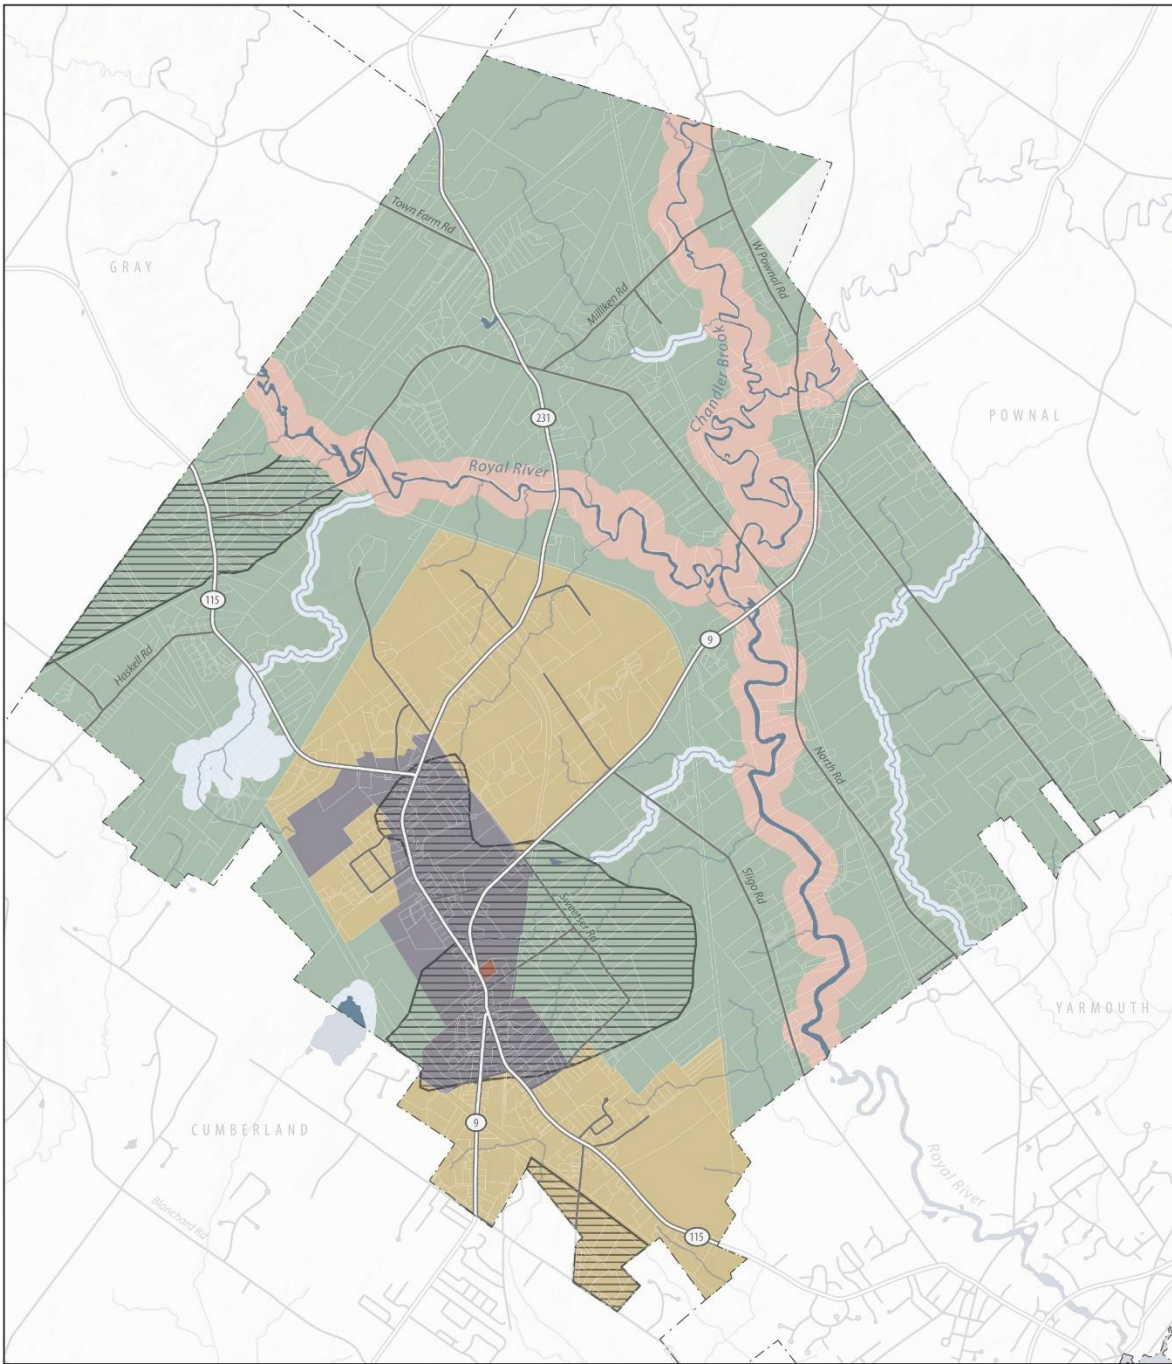 Town Farm Rd
GRAY
W Pownal Rd
Milliken Rd
Chandler Brook
231
POWNAL
Royal River
115
9
Haskell Rd
North Rd
Sligo Rd
Sweetser Rd
YARMOUTH
9
CUMBERLAND
Royal River
Blanchard Rd
115